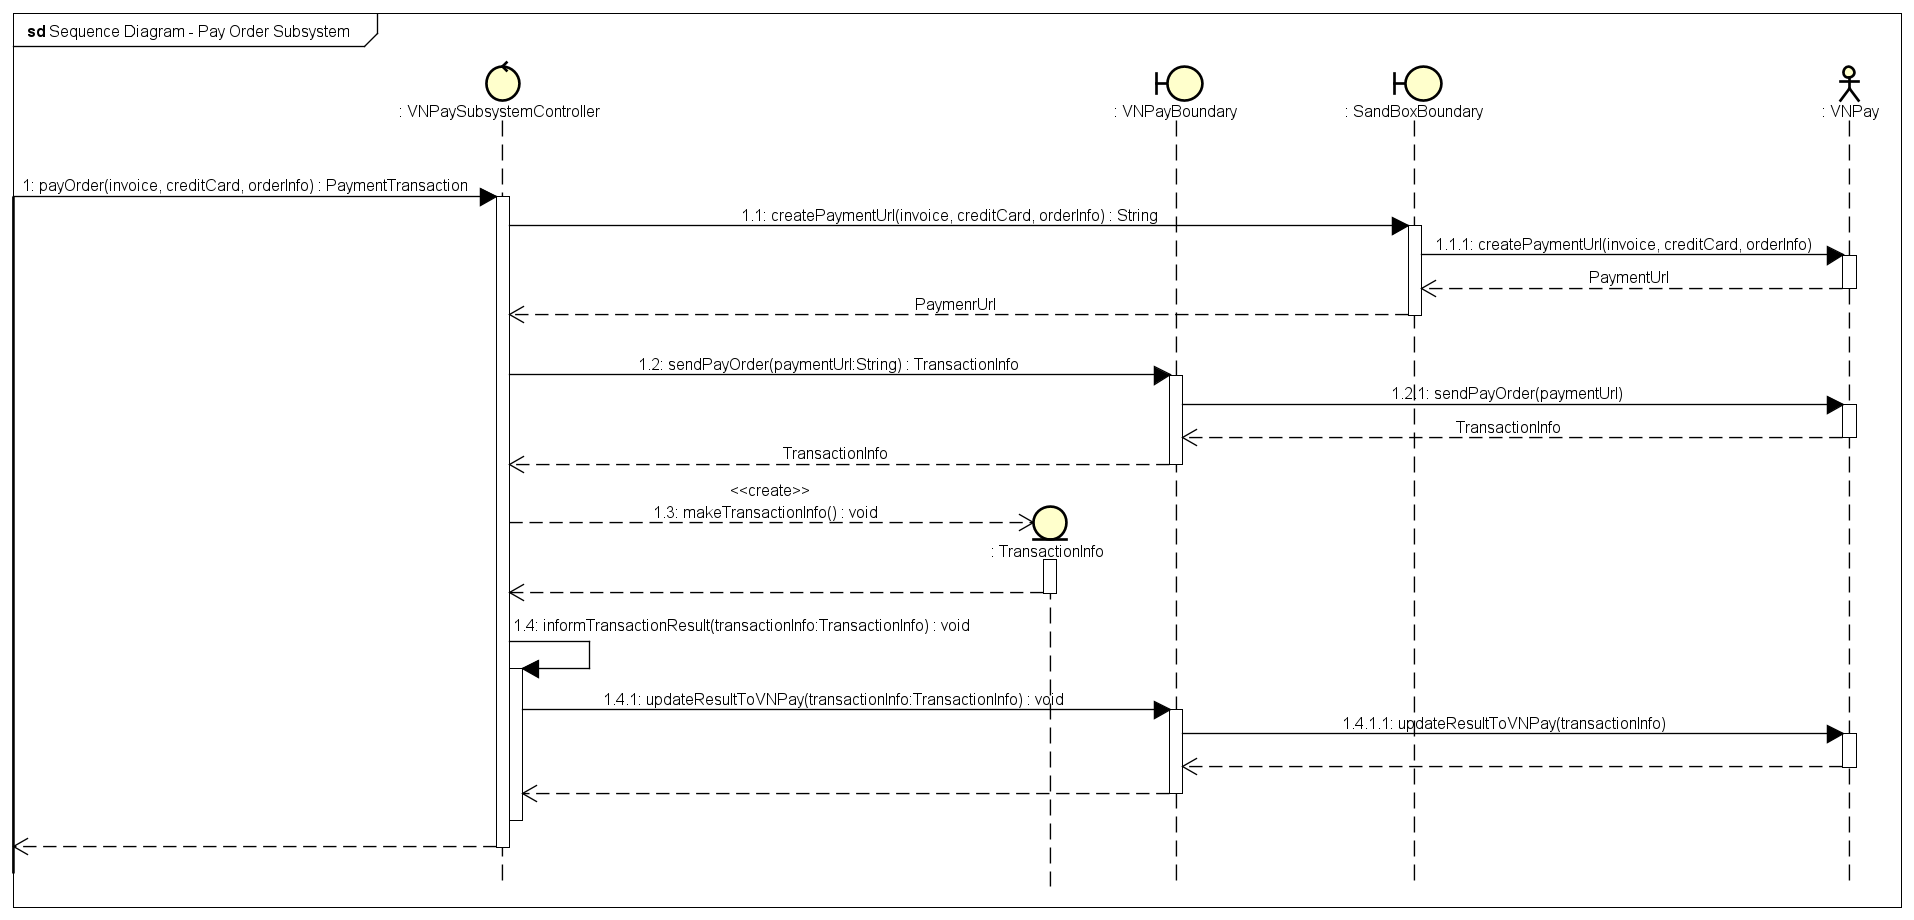 sd Sequence Diagram - Pay Order Subsystem
: VNPaySubsystemController
: VNPayBoundary
: SandBoxBoundary
: VNPay
1: payOrder(invoice, creditCard, orderInfo) : PaymentTransaction
1.1: createPaymentUrl(invoice, creditCard, orderInfo) : String
1.1.1: createPaymentUrl(invoice, creditCard, orderInfo)
PaymentUrl
PaymenrUrl
1.2: sendPayOrder(paymentUrl:String) : TransactionInfo
1.2.1: sendPayOrder(paymentUrl)
TransactionInfo
TransactionInfo
<<create>>
1.3: makeTransactionInfo() : void
: TransactionInfo
1.4: informTransactionResult(transactionInfo:TransactionInfo) : void
1.4.1: updateResultToVNPay(transactionInfo:TransactionInfo) : void
1.4.1.1: updateResultToVNPay(transactionInfo)